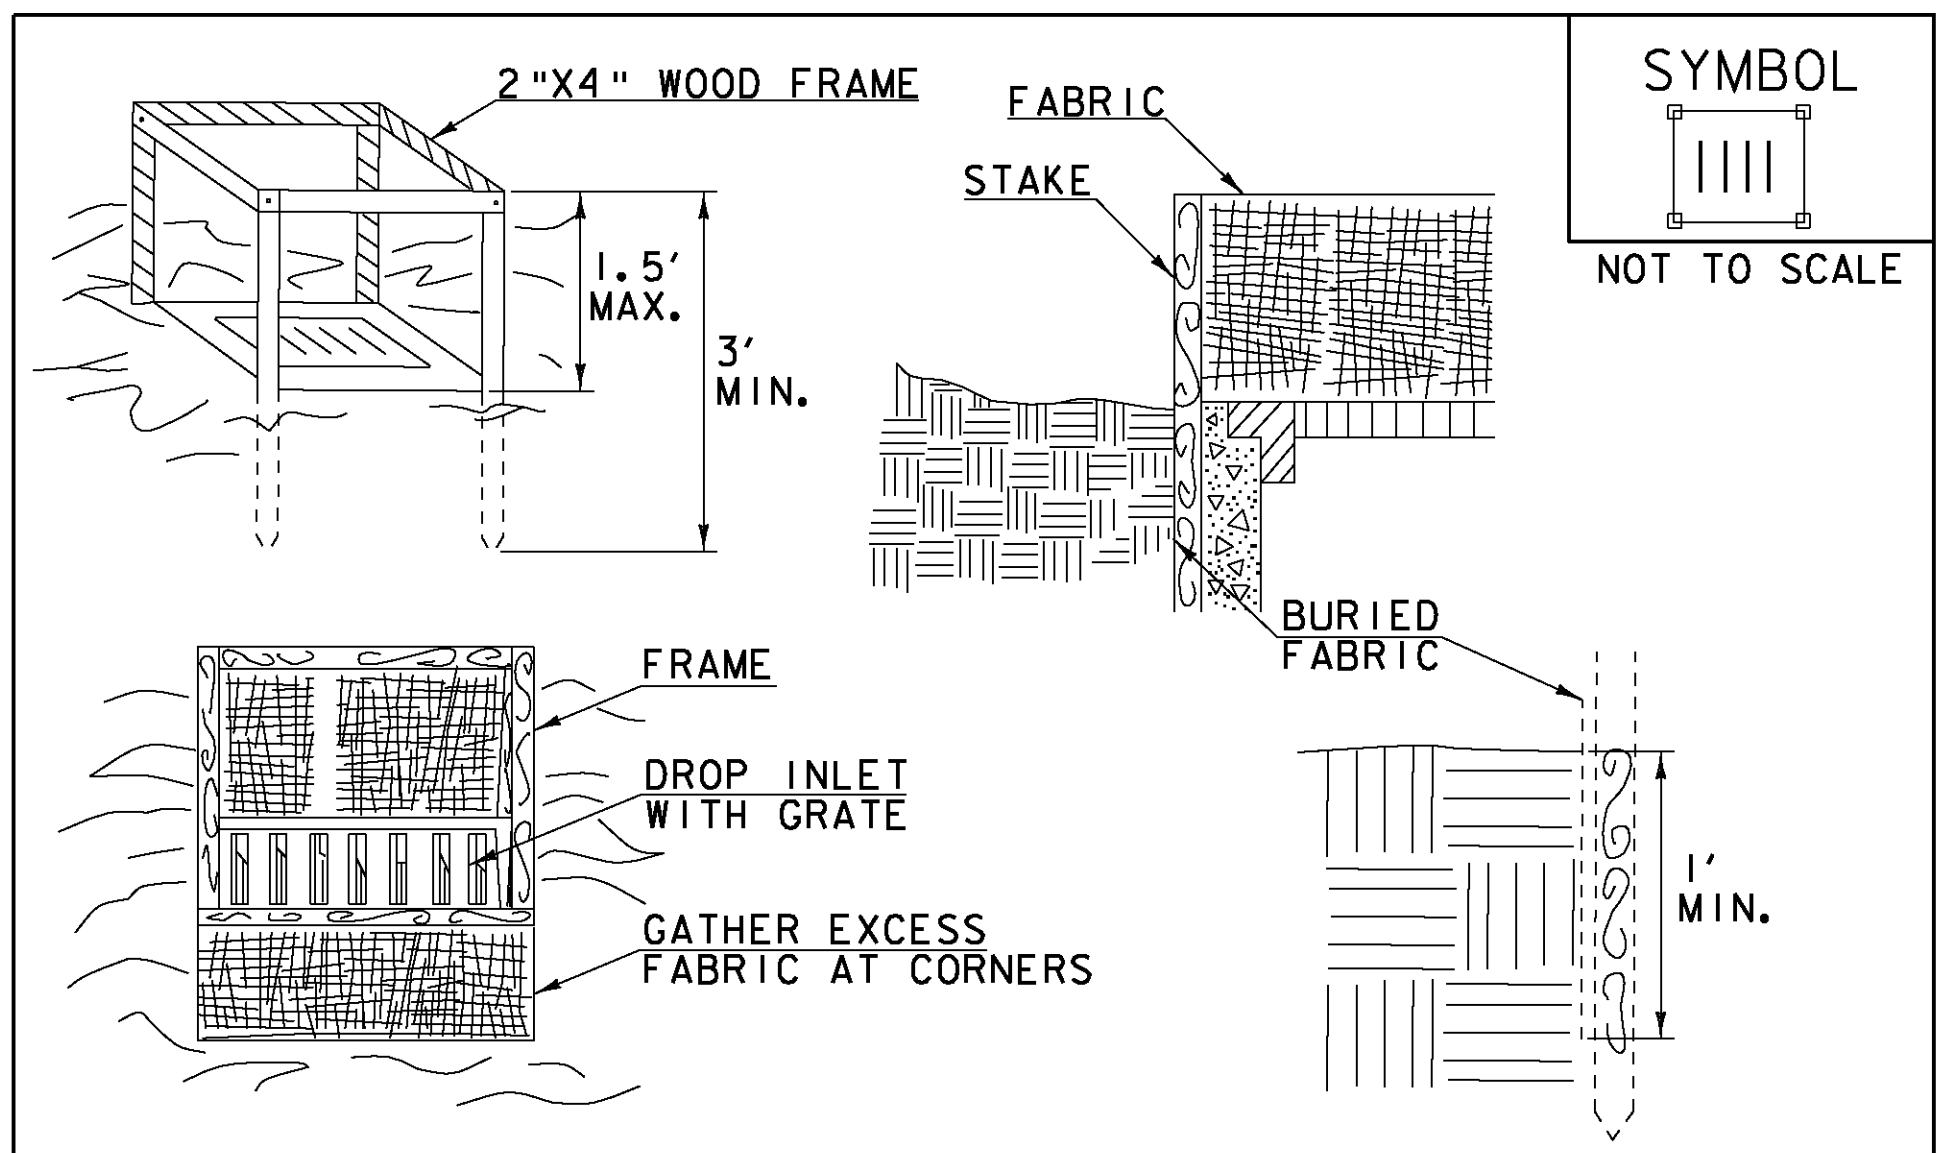 2"X4" WOOD FRAME
1.5'
MAX.
3'
MIN.
FABRIC
STAKE
SYMBOL
NOT TO SCALE
BURIED
FABRIC
FRAME
DROP INLET
WITH GRATE
GATHER EXCESS
FABRIC AT CORNERS
1'
MIN.